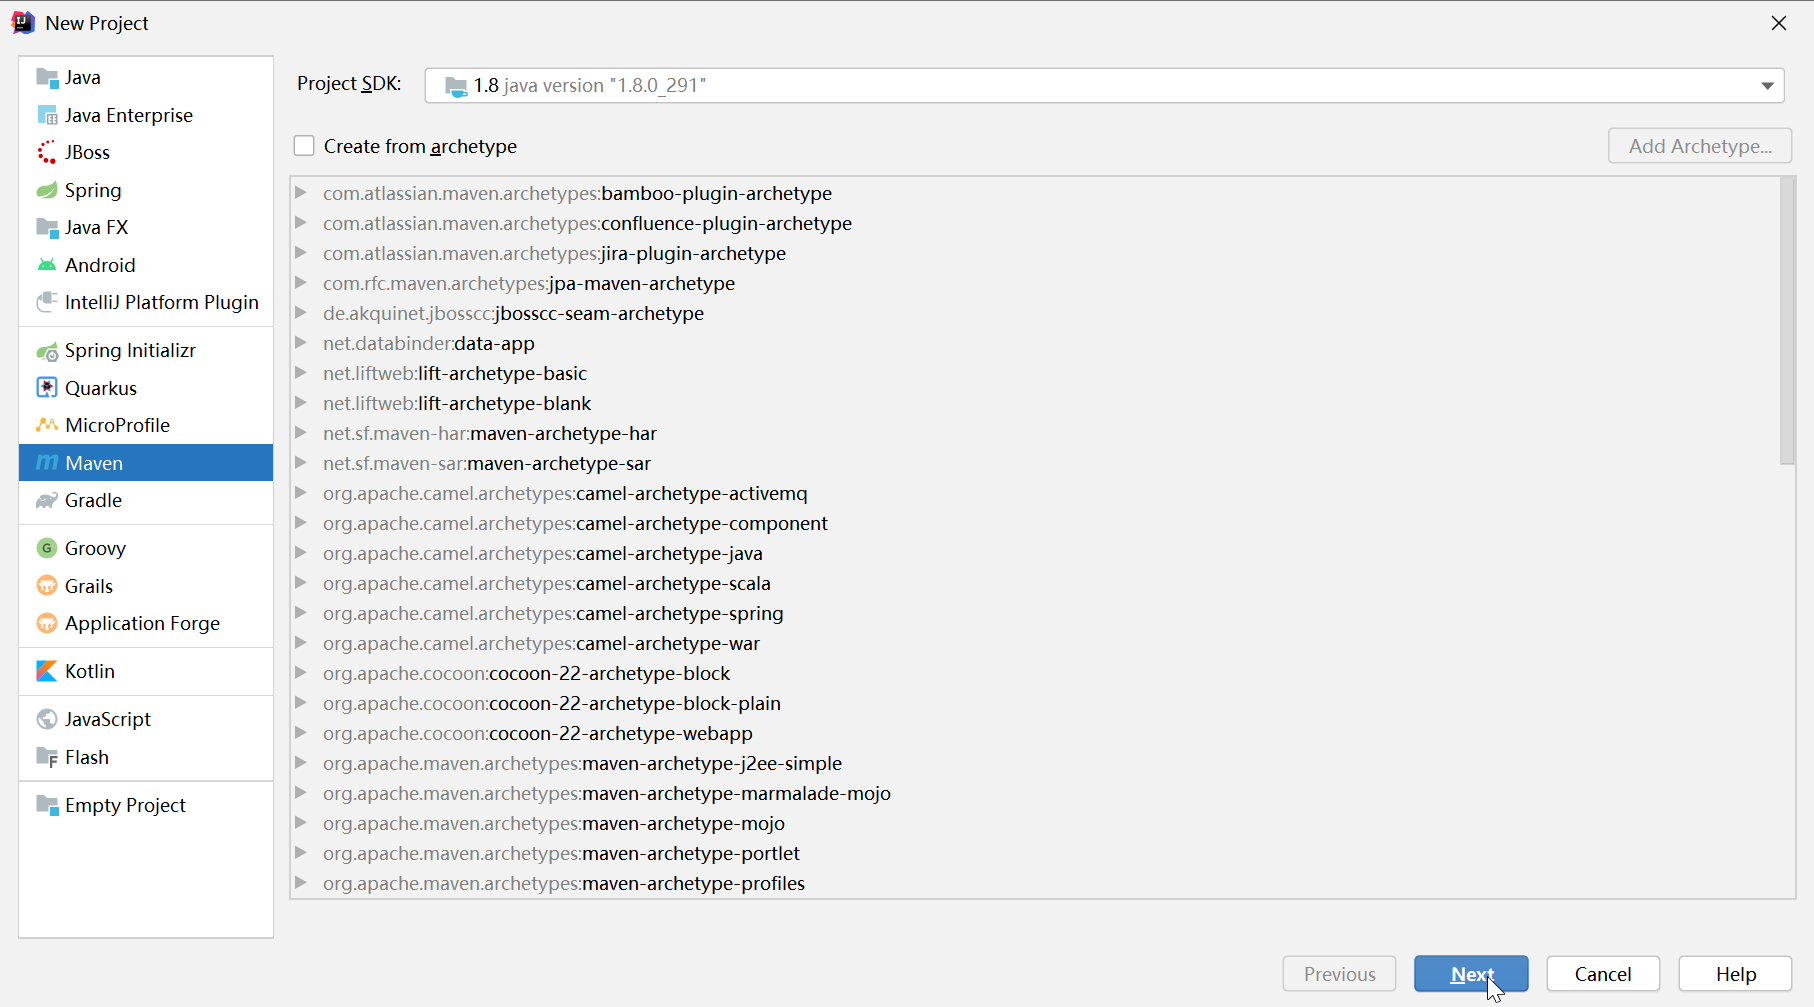 New Project
Java
Java Enterprise
JBoss
Spring
Java FX
Android
IntelliJ Platform Plugin
Spring Initializr
Quarkus
MicroProfile
Maven
Gradle
Groovy
Grails
Application Forge
Kotlin
JavaScript
Flash
Empty Project
Project SDK: 1.8 java version "1.8.0_291"
Create from archetype Add Archetype...
com.atlassian.maven.archetypes:bamboo-plugin-archetype
com.atlassian.maven.archetypes:confluence-plugin-archetype
com.atlassian.maven.archetypes:jira-plugin-archetype
com.rfc.maven.archetypes:jpa-maven-archetype
de.akquinet.jbosscc:jbosscc-seam-archetype
net.databinder:data-app
net.liftweb:lift-archetype-basic
net.liftweb:lift-archetype-blank
net.sf.maven-har:maven-archetype-har
net.sf.maven-sar:maven-archetype-sar
org.apache.camel.archetypes:camel-archetype-activemq
org.apache.camel.archetypes:camel-archetype-component
org.apache.camel.archetypes:camel-archetype-java
org.apache.camel.archetypes:camel-archetype-scala
org.apache.camel.archetypes:camel-archetype-spring
org.apache.camel.archetypes:camel-archetype-war
org.apache.cocoon:cocoon-22-archetype-block
org.apache.cocoon:cocoon-22-archetype-block-plain
org.apache.cocoon:cocoon-22-archetype-webapp
org.apache.maven.archetypes:maven-archetype-j2ee-simple
org.apache.maven.archetypes:maven-archetype-marmalade-mojo
org.apache.maven.archetypes:maven-archetype-mojo
org.apache.maven.archetypes:maven-archetype-portlet
org.apache.maven.archetypes:maven-archetype-profiles
Previous Next Cancel Help